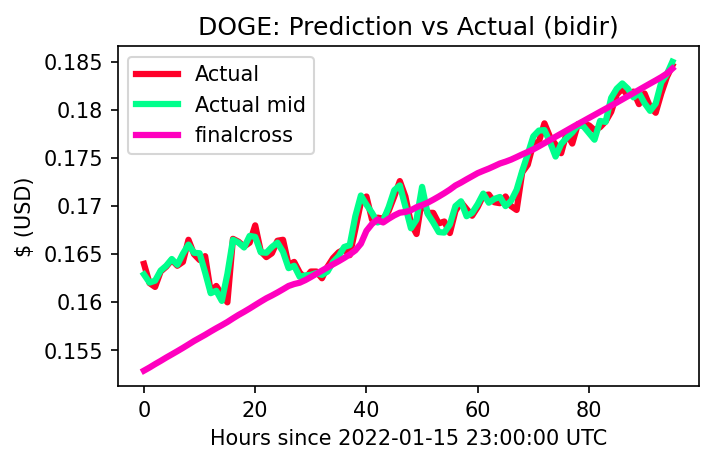 DOGE: Prediction vs Actual (bidir)
Actual
Actual mid
finalcross
$ (USD)
0.185
0.18
0.175
0.17
0.165
0.16
0.155
0
20
40
60
80
Hours since 2022-01-15 23:00:00 UTC